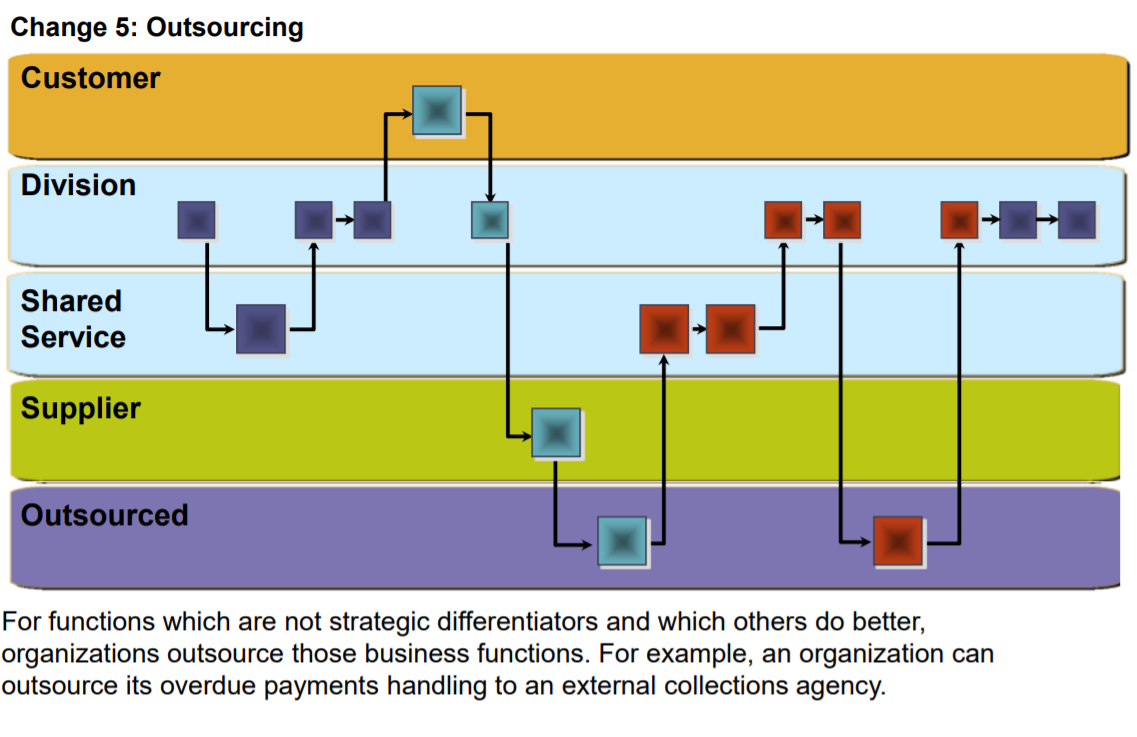 Change 5: Outsourcing
Customer
Division
Shared
Service
Supplier
Outsourced
For functions which are not strategic differentiators and which others do better,
organizations outsource those business functions. For example, an organization can
outsource its overdue payments handling to an external collections agency.